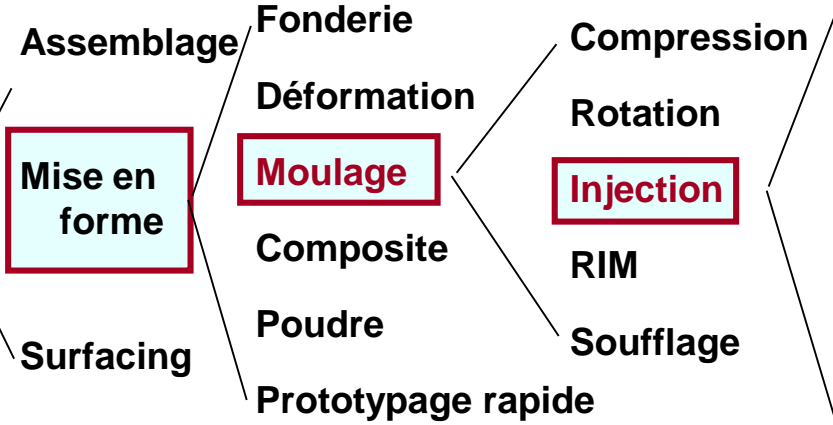 Assemblage
Mise en
forme
Surfacing
Fonderie
Déformation
Moulage
Composite
Poudre
Prototypage rapide
Compression
Rotation
Injection
RIM
Soufflage